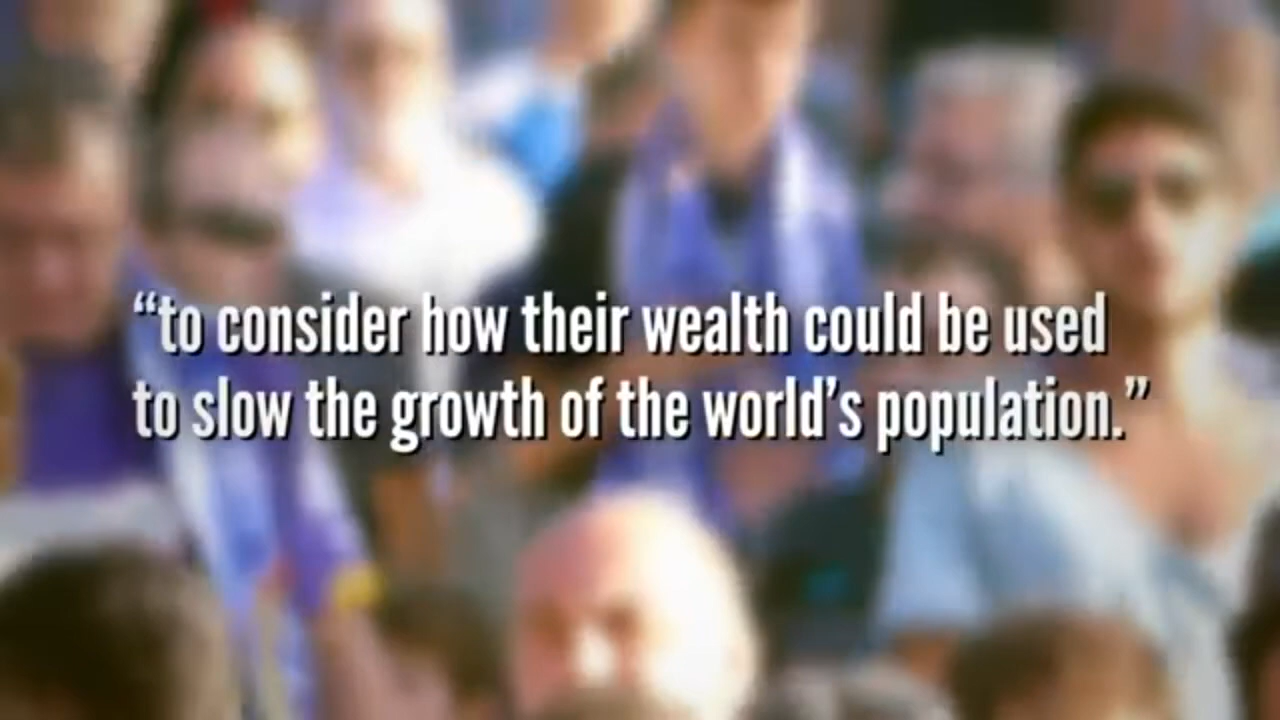 “to consider how their wealth could be used
to slow the growth of the world’s population.”